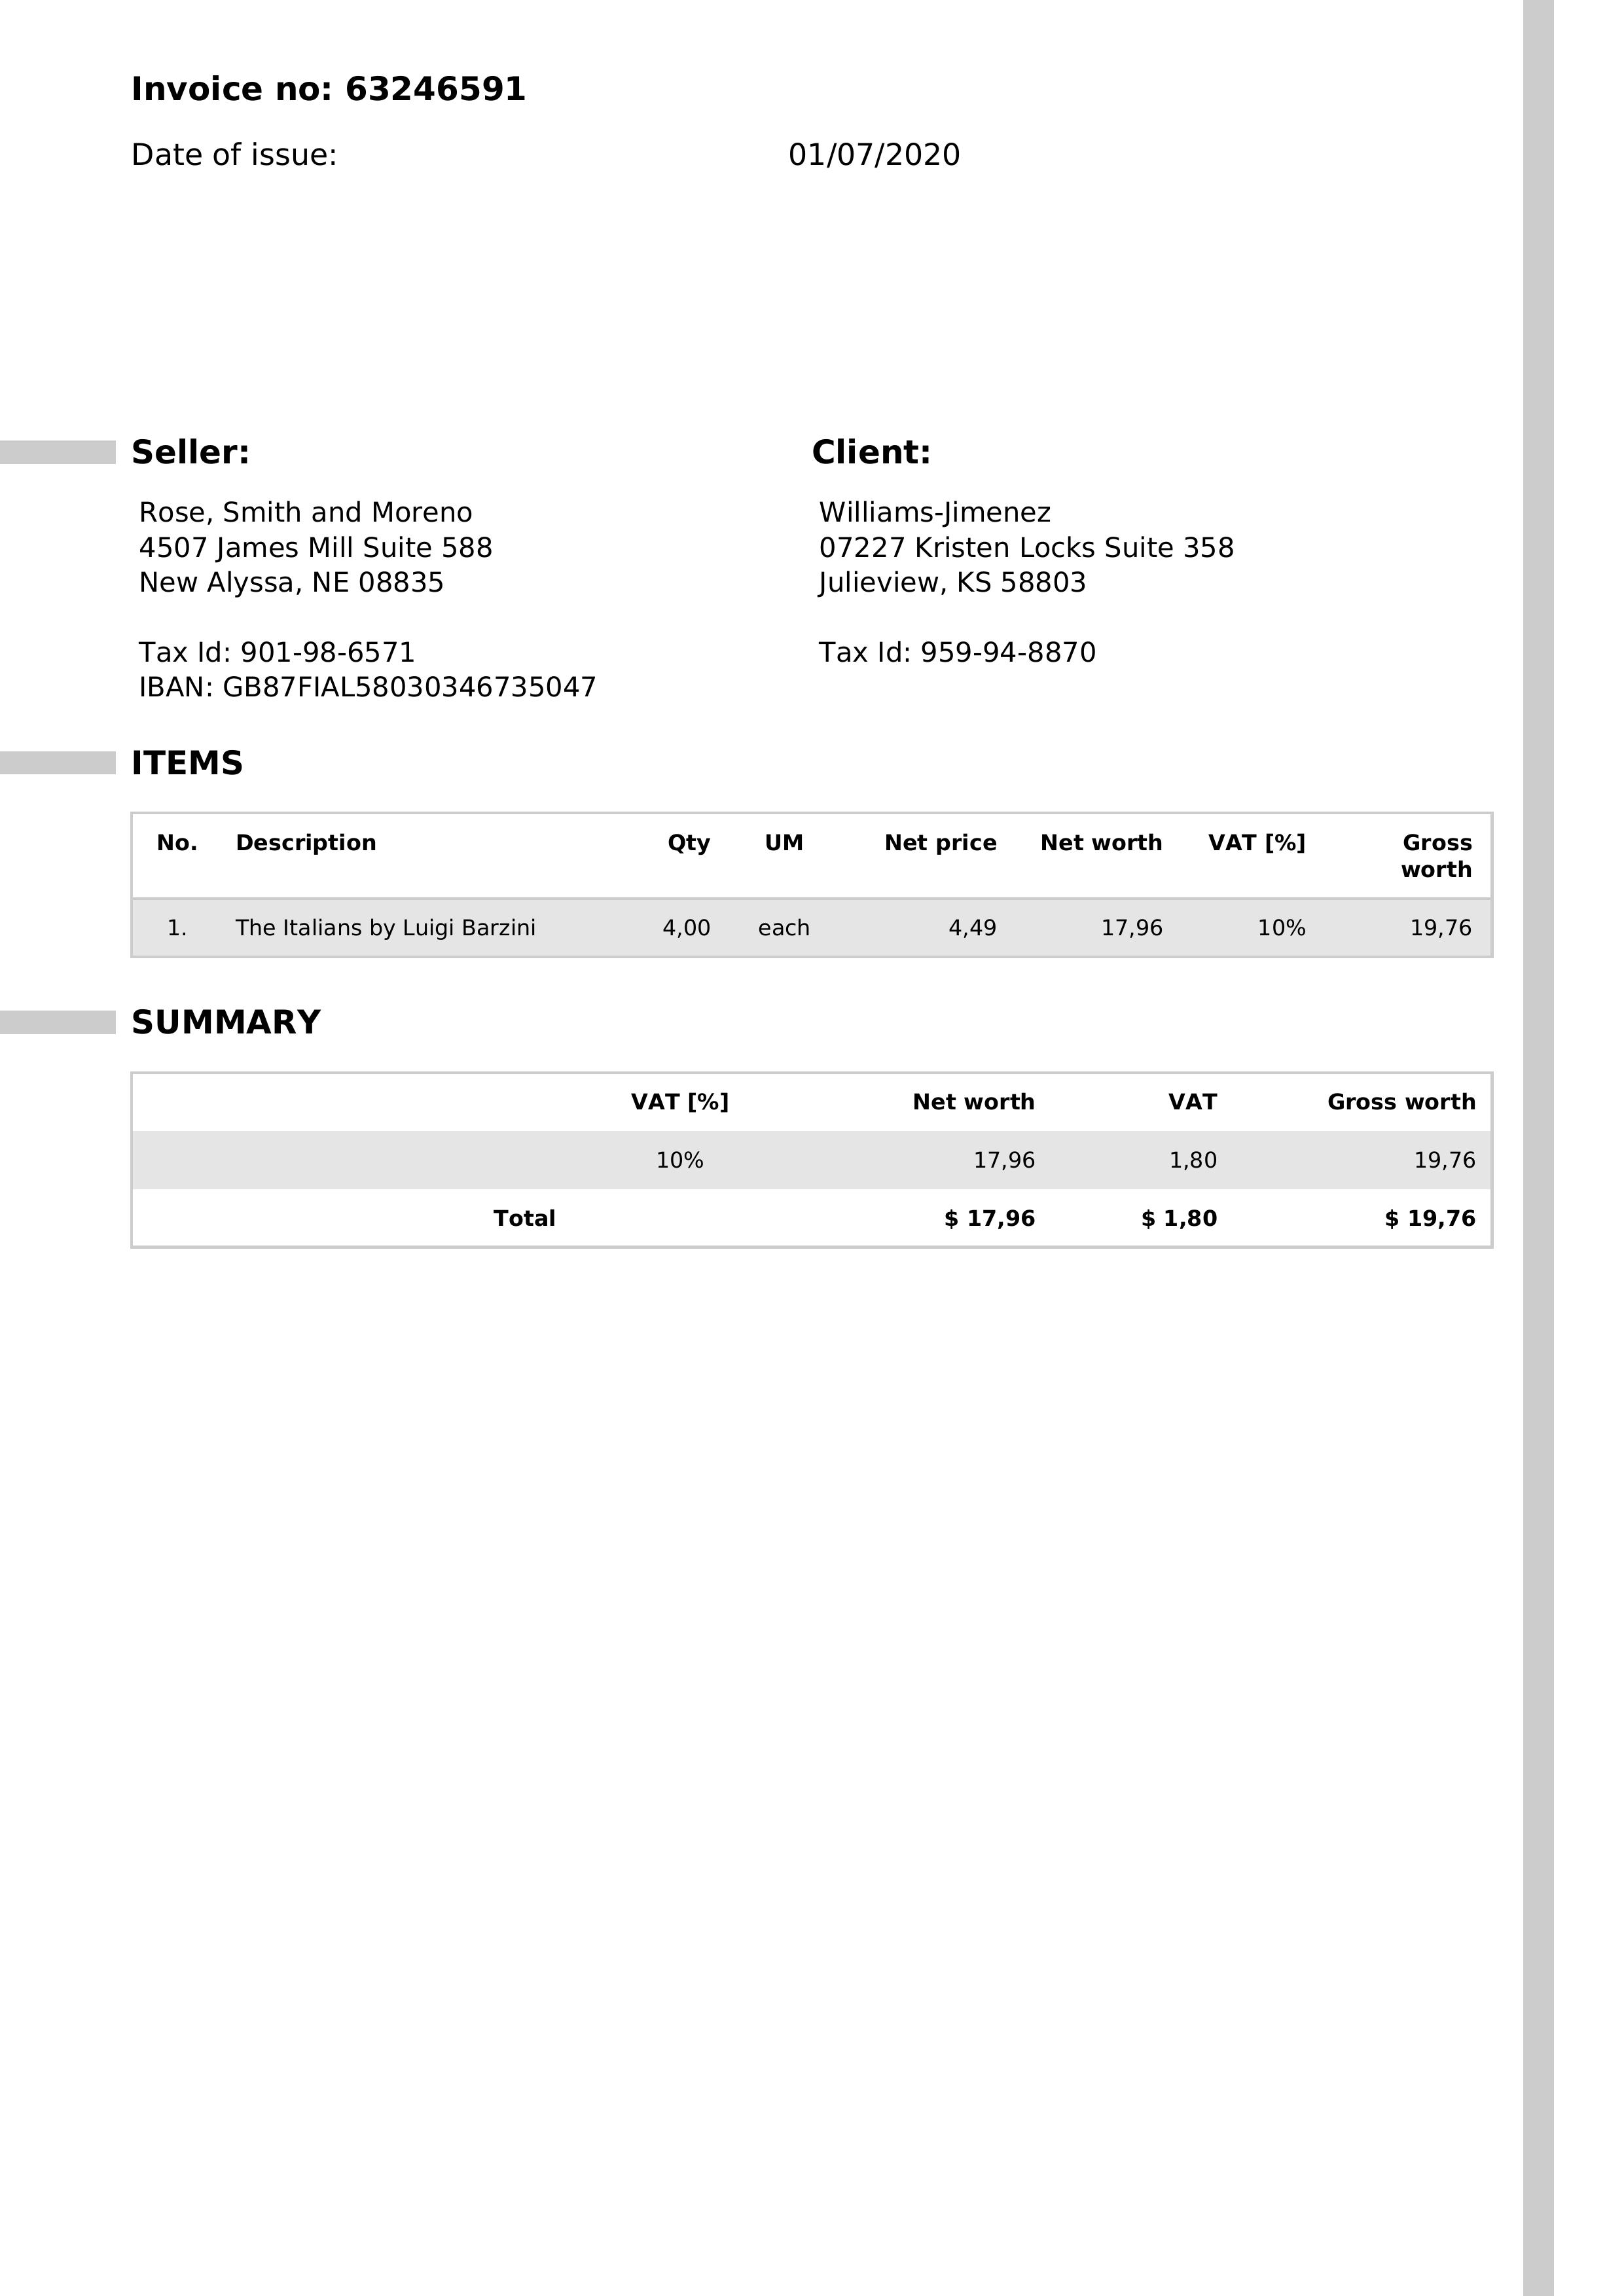 Invoice no: 63246591
Date of issue: 01/07/2020
Seller:
Rose, Smith and Moreno
4507 James Mill Suite 588
New Alyssa, NE 08835
Tax Id: 901-98-6571
IBAN: GB87FIAL58030346735047
Client:
Williams-Jimenez
07227 Kristen Locks Suite 358
Julieview, KS 58803
Tax Id: 959-94-8870
ITEMS
No. Description Qty UM Net price Net worth VAT [%] Gross worth
1. The Italians by Luigi Barzini 4,00 each 4,49 17,96 10% 19,76
SUMMARY
VAT [%] Net worth VAT Gross worth
10% 17,96 1,80 19,76
Total $ 17,96 $ 1,80 $ 19,76